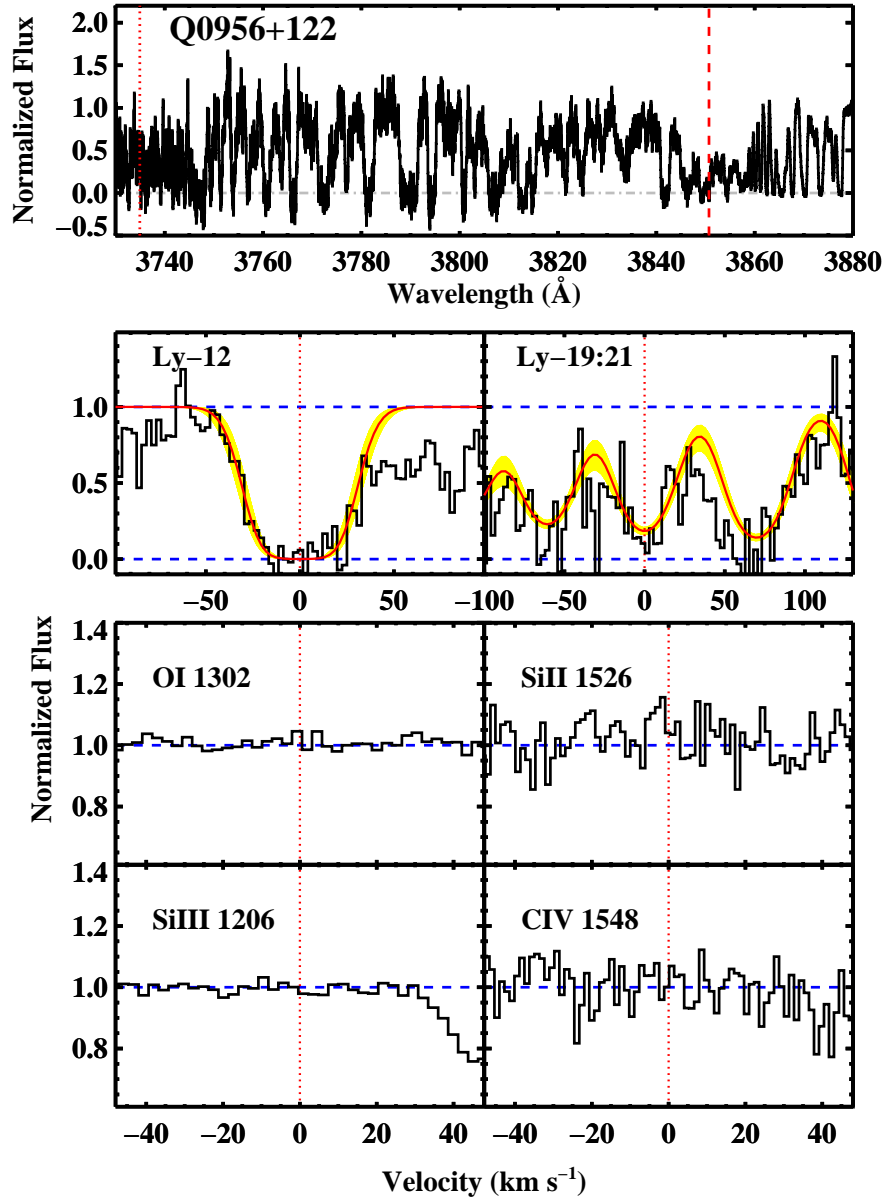 Q0956+122
Normalized Flux
2.0
1.5
1.0
0.5
0.0
−0.5
3740 3760 3780 3800 3820 3840 3860 3880
Wavelength (Å)
Ly−12
Ly−19:21
1.0
0.5
0.0
−50 0 50 −100 −50 0 50 100
Normalized Flux
1.4
1.2
1.0
0.8
OI 1302
SiII 1526
1.4
1.2
1.0
0.8
SiIII 1206
CIV 1548
−40 −20 0 20 40 −40 −20 0 20 40
Velocity (km s⁻¹)